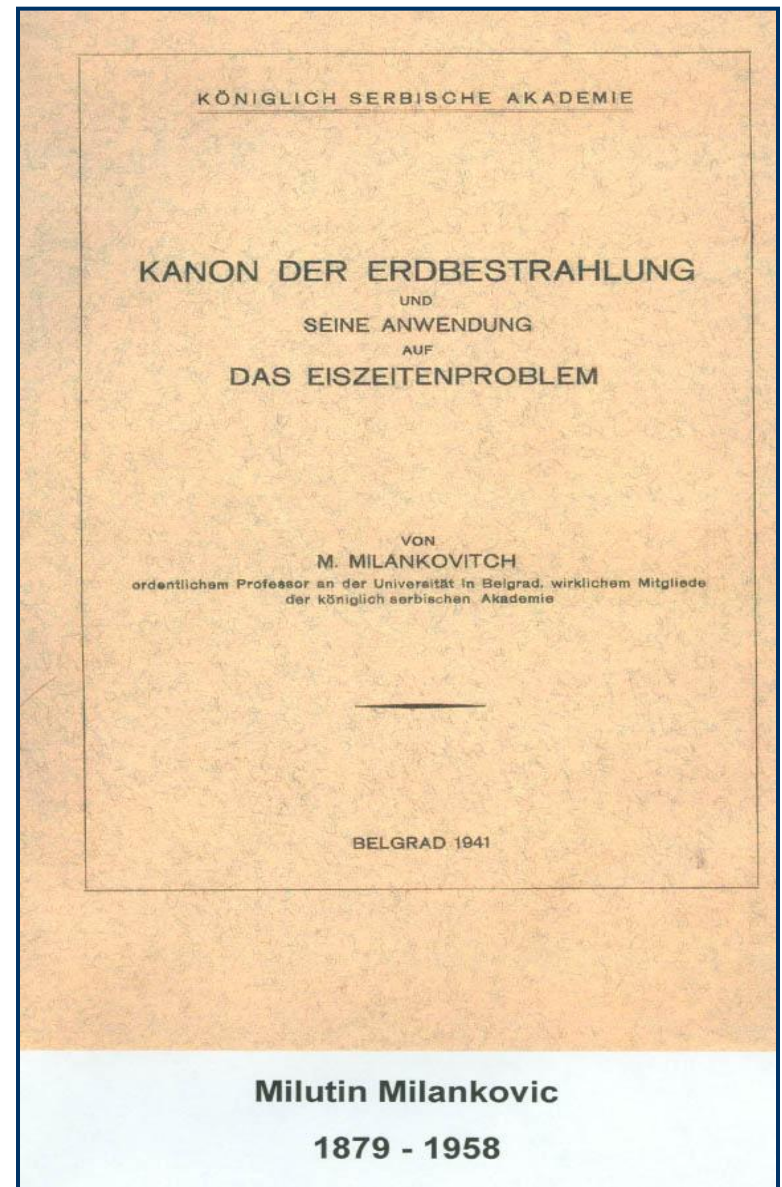 KÖNIGLICH SERBISCHE AKADEMIE
KANON DER ERDBESTRAHLUNG
UND
SEINE ANWENDUNG
AUF
DAS EISZEITENPROBLEM
VON
M. MILANKOVITCH
ordentlichem Professor an der Universität in Belgrad, wirklichem Mitgliede
der königlich serbischen Akademie
BELGRAD 1941
Milutin Milankovic
1879 - 1958